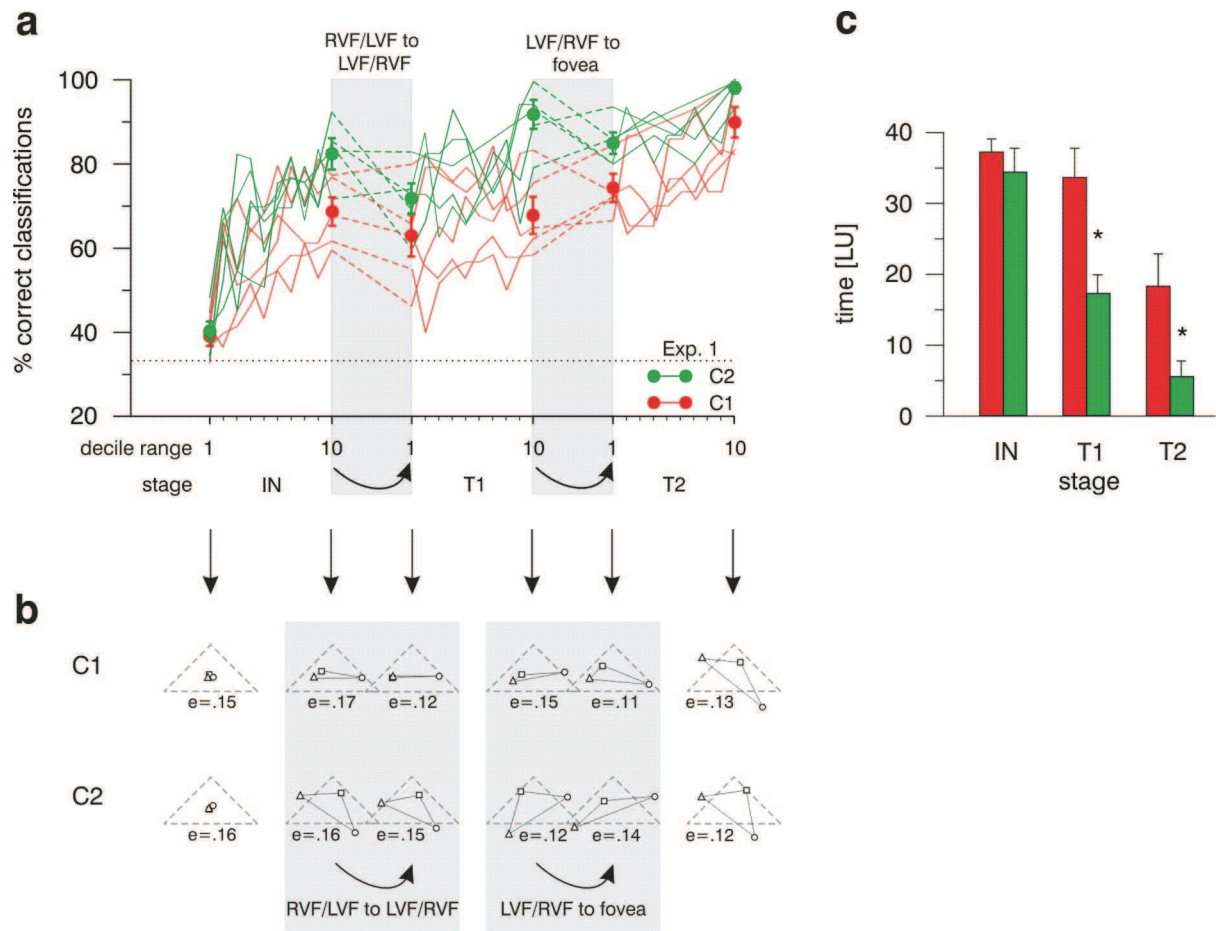 a
RVF/LVF to
LVF/RVF
LVF/RVF to
fovea
100
80
60
40
20
% correct classifications
Exp. 1
C2
C1
decile range
1 10 1 10 1 10
stage
IN T1 T2
c
40
30
20
10
0
time [LU]
*
*
IN T1 T2
stage
b
C1
e=.15 e=.17 e=.12 e=.15 e=.11 e=.13
C2
e=.16 e=.16 e=.15 e=.12 e=.14 e=.12
RVF/LVF to LVF/RVF
LVF/RVF to fovea